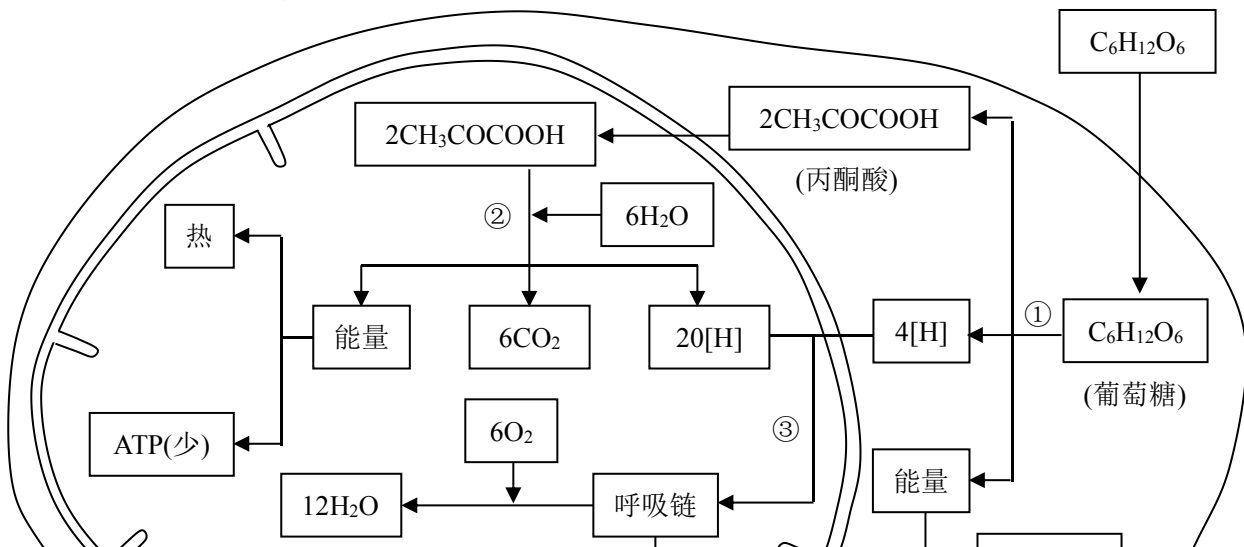 C₆H₁₂O₆
2CH₃COCOOH
2CH₃COCOOH
(丙酮酸)
②
6H₂O
热
能量
6CO₂
20[H]
4[H]
①
C₆H₁₂O₆
(葡萄糖)
ATP(少)
6O₂
③
能量
12H₂O
呼吸链